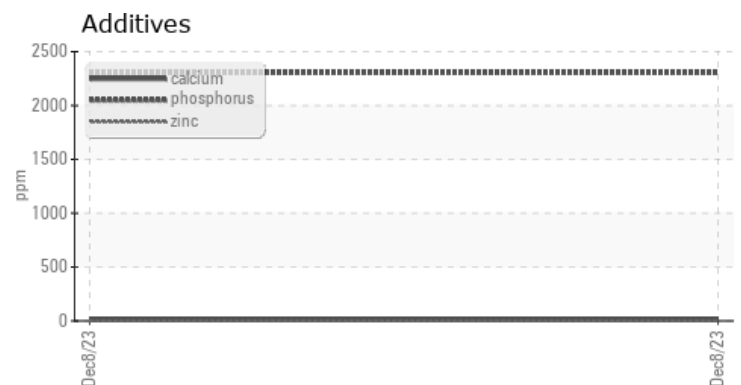 Additives
2500
2000
1500
1000
500
0
ppm
calcium
phosphorus
zinc
Dec8/23
Dec8/23